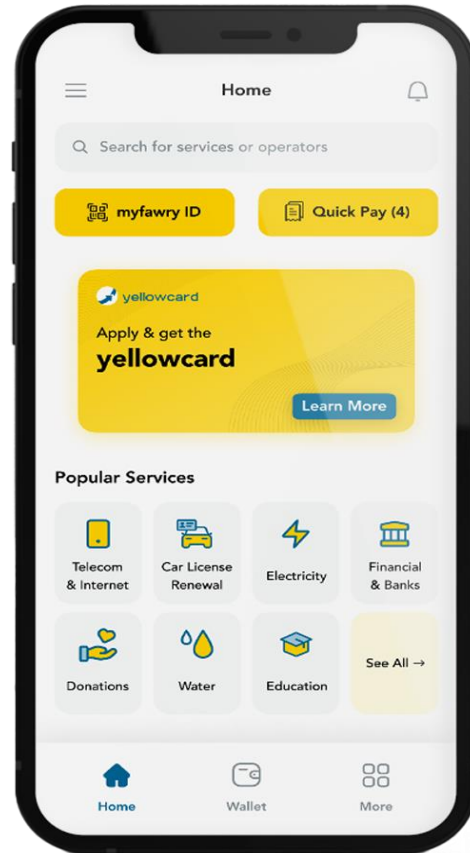 Home
Search for services or operators
myfawry ID
Quick Pay (4)
yellowcard
Apply & get the
yellowcard
Learn More
Popular Services
Telecom
& Internet
Car License
Renewal
Electricity
Financial
& Banks
Donations
Water
Education
See All →
Home
Wallet
More